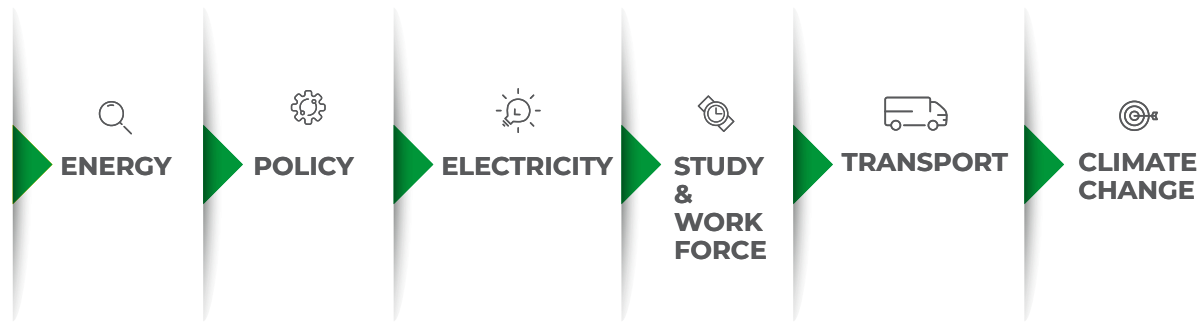 ENERGY
POLICY
ELECTRICITY
STUDY
&
WORK
FORCE
TRANSPORT
CLIMATE
CHANGE